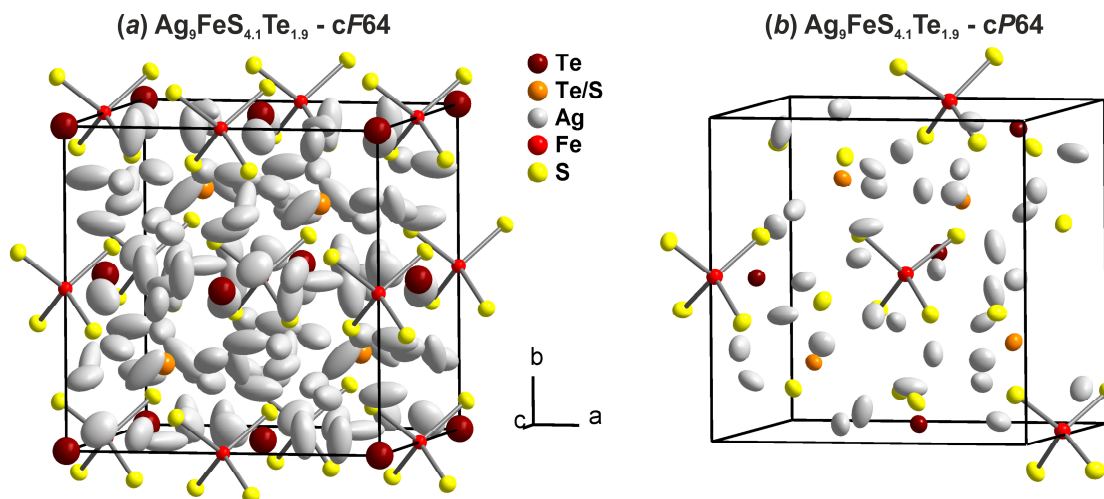 (a) Ag₉FeS₄.₁Te₁.₉ - cF64
(b) Ag₉FeS₄.₁Te₁.₉ - cP64
Te
Te/S
Ag
Fe
S
b
c
a